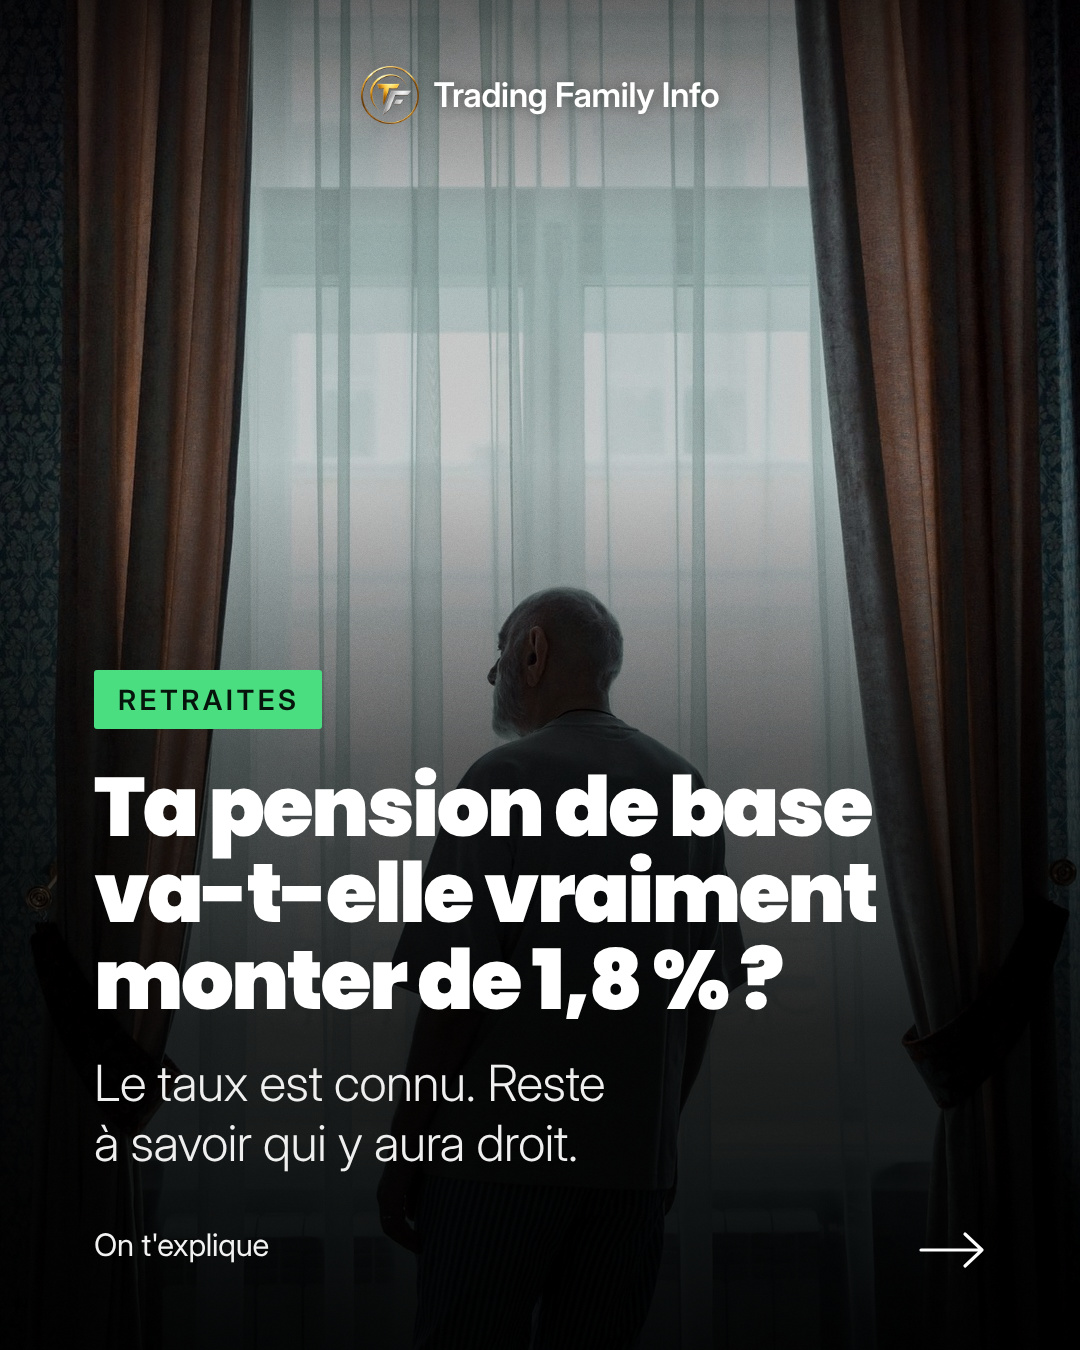 TF Trading Family Info
RETRAITES
Ta pension de base
va-t-elle vraiment
monter de 1,8 % ?
Le taux est connu. Reste
à savoir qui y aura droit.
On t'explique